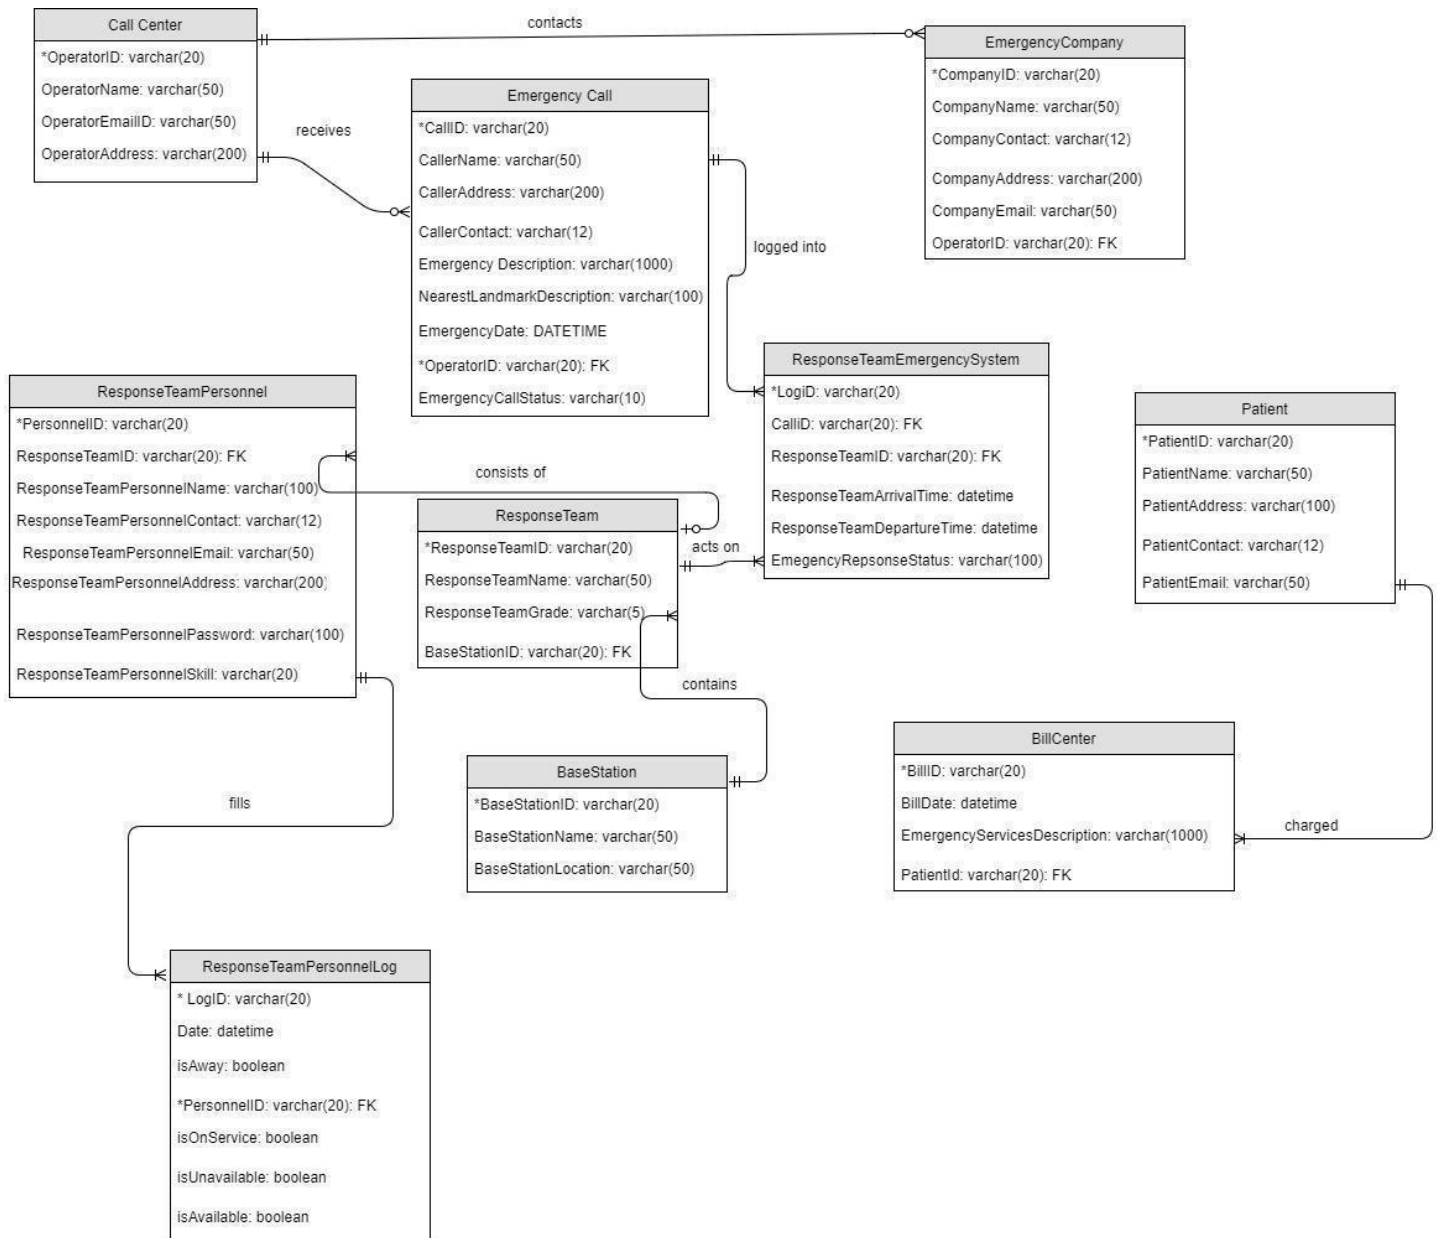 Call Center
*OperatorID: varchar(20)
OperatorName: varchar(50)
OperatorEmailID: varchar(50)
OperatorAddress: varchar(200)
contacts
EmergencyCompany
*CompanyID: varchar(20)
CompanyName: varchar(50)
CompanyContact: varchar(12)
CompanyAddress: varchar(200)
CompanyEmail: varchar(50)
OperatorID: varchar(20): FK
receives
Emergency Call
*CallID: varchar(20)
CallerName: varchar(50)
CallerAddress: varchar(200)
CallerContact: varchar(12)
Emergency Description: varchar(1000)
NearestLandmarkDescription: varchar(100)
EmergencyDate: DATETIME
*OperatorID: varchar(20): FK
EmergencyCallStatus: varchar(10)
logged into
ResponseTeamEmergencySystem
*LogiD: varchar(20)
CalliD: varchar(20): FK
ResponseTeamID: varchar(20): FK
ResponseTeamArrivalTime: datetime
ResponseTeamDepartureTime: datetime
EmegencyRepsonseStatus: varchar(100)
ResponseTeamPersonnel
*PersonnelID: varchar(20)
ResponseTeamID: varchar(20): FK
ResponseTeamPersonnelName: varchar(100)
ResponseTeamPersonnelContact: varchar(12)
ResponseTeamPersonnelEmail: varchar(50)
ResponseTeamPersonnelAddress: varchar(200)
ResponseTeamPersonnelPassword: varchar(100)
ResponseTeamPersonnelSkill: varchar(20)
consists of
ResponseTeam
*ResponseTeamID: varchar(20)
ResponseTeamName: varchar(50)
ResponseTeamGrade: varchar(5)
BaseStationID: varchar(20): FK
acts on
Patient
*PatientID: varchar(20)
PatientName: varchar(50)
PatientAddress: varchar(100)
PatientContact: varchar(12)
PatientEmail: varchar(50)
contains
BaseStation
*BaseStationID: varchar(20)
BaseStationName: varchar(50)
BaseStationLocation: varchar(50)
BillCenter
*BillID: varchar(20)
BillDate: datetime
EmergencyServicesDescription: varchar(1000)
PatientId: varchar(20): FK
charged
fills
ResponseTeamPersonnelLog
* LogID: varchar(20)
Date: datetime
isAway: boolean
*PersonnelID: varchar(20): FK
isOnService: boolean
isUnavailable: boolean
isAvailable: boolean